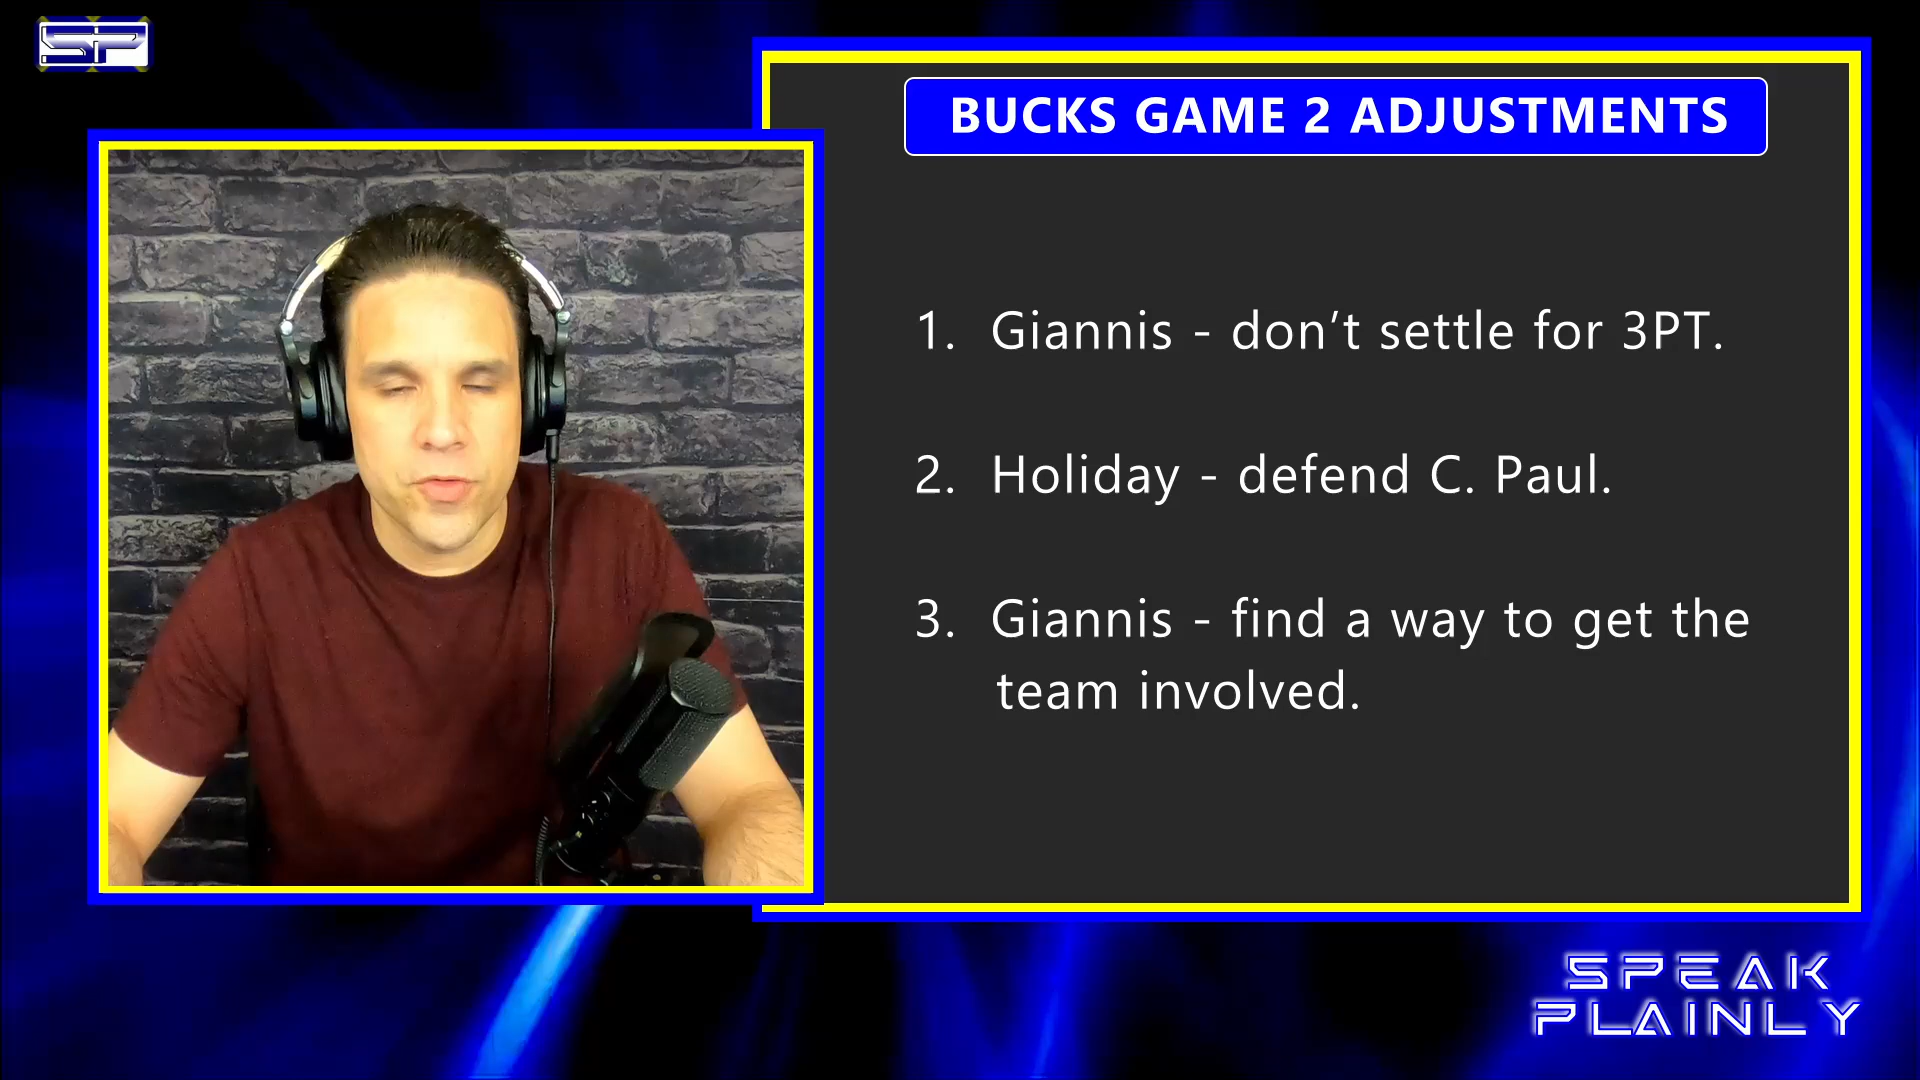 SP
BUCKS GAME 2 ADJUSTMENTS
1. Giannis - don’t settle for 3PT.
2. Holiday - defend C. Paul.
3. Giannis - find a way to get the
team involved.
SPEAK
PLAINLY